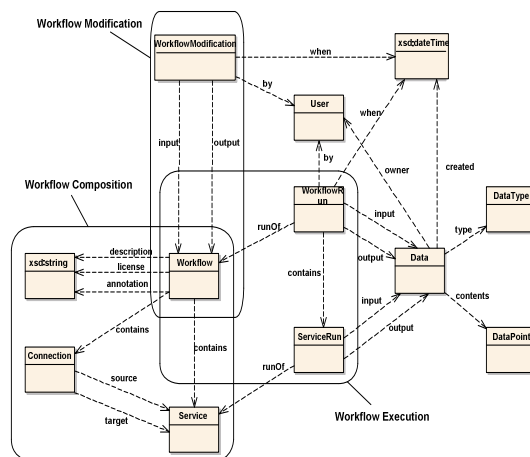 Workflow Modification
WorkflowModification
xsd:dateTime
when
by
User
when
input
output
by
owner
created
Workflow Composition
WorkflowR
un
DataType
input
type
runOf
output
description
xsd:string
license
annotation
Workflow
Data
contains
input
contents
contains
contains
output
Connection
ServiceRun
DataPoint
source
runOf
target
Service
Workflow Execution